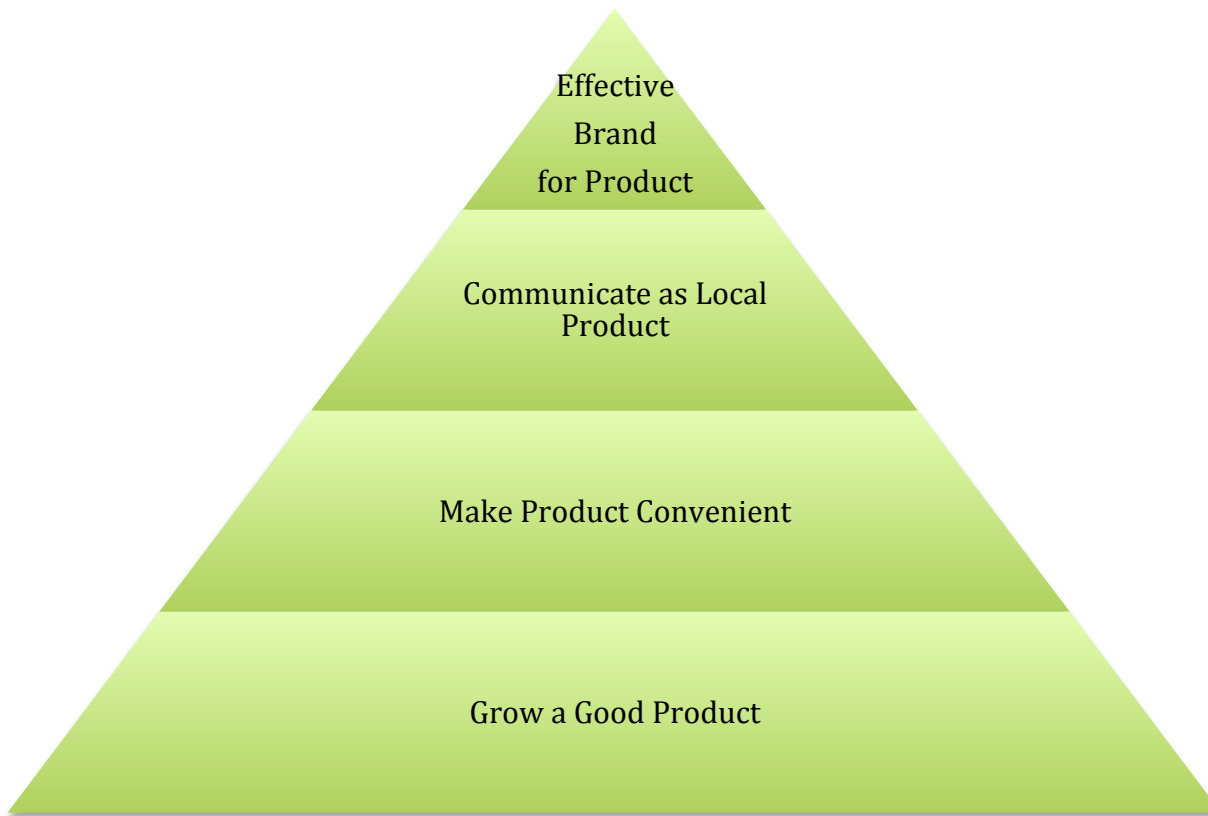 Effective
Brand
for Product
Communicate as Local
Product
Make Product Convenient
Grow a Good Product